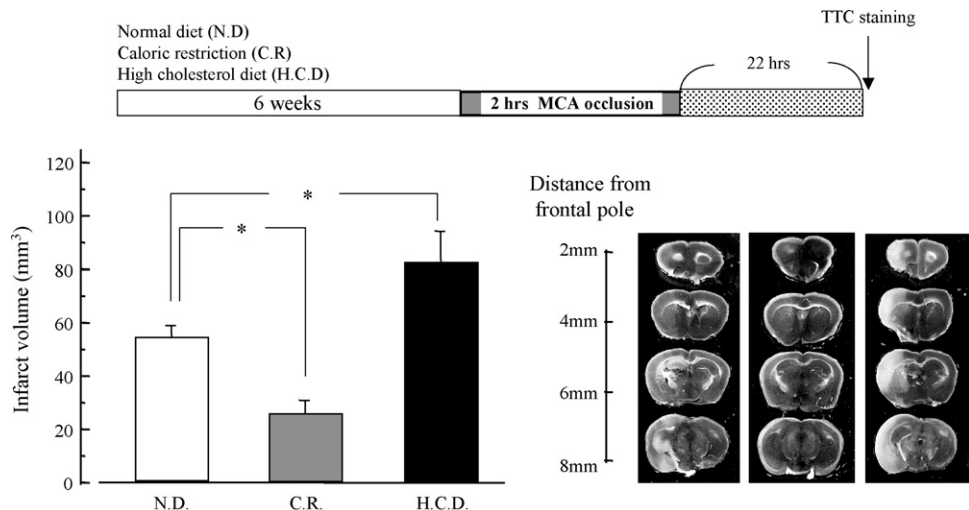 TTC staining
Normal diet (N.D)
Caloric restriction (C.R)
High cholesterol diet (H.C.D)
22 hrs
6 weeks
2 hrs MCA occlusion
Infarct volume (mm³)
120
100
80
60
40
20
0
*
*
N.D.
C.R.
H.C.D.
Distance from
frontal pole
2mm
4mm
6mm
8mm